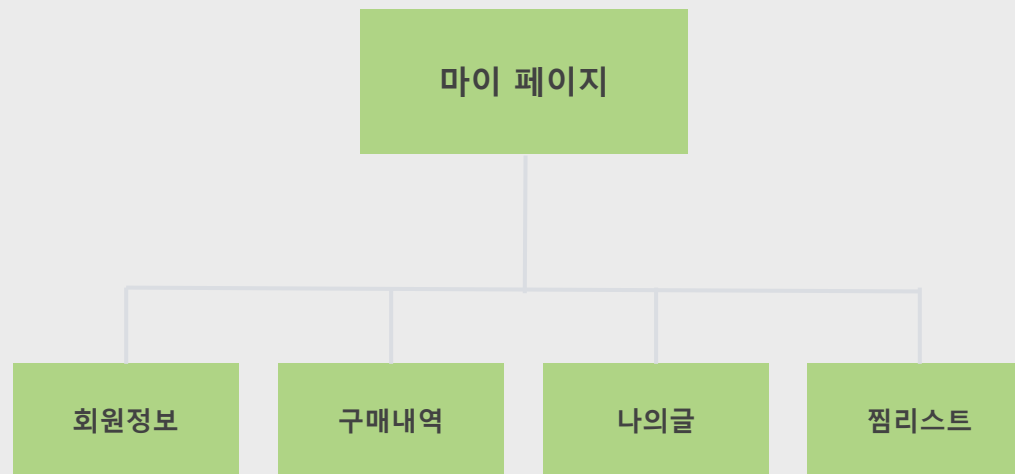 마이 페이지
회원정보
구매내역
나의글
찜리스트